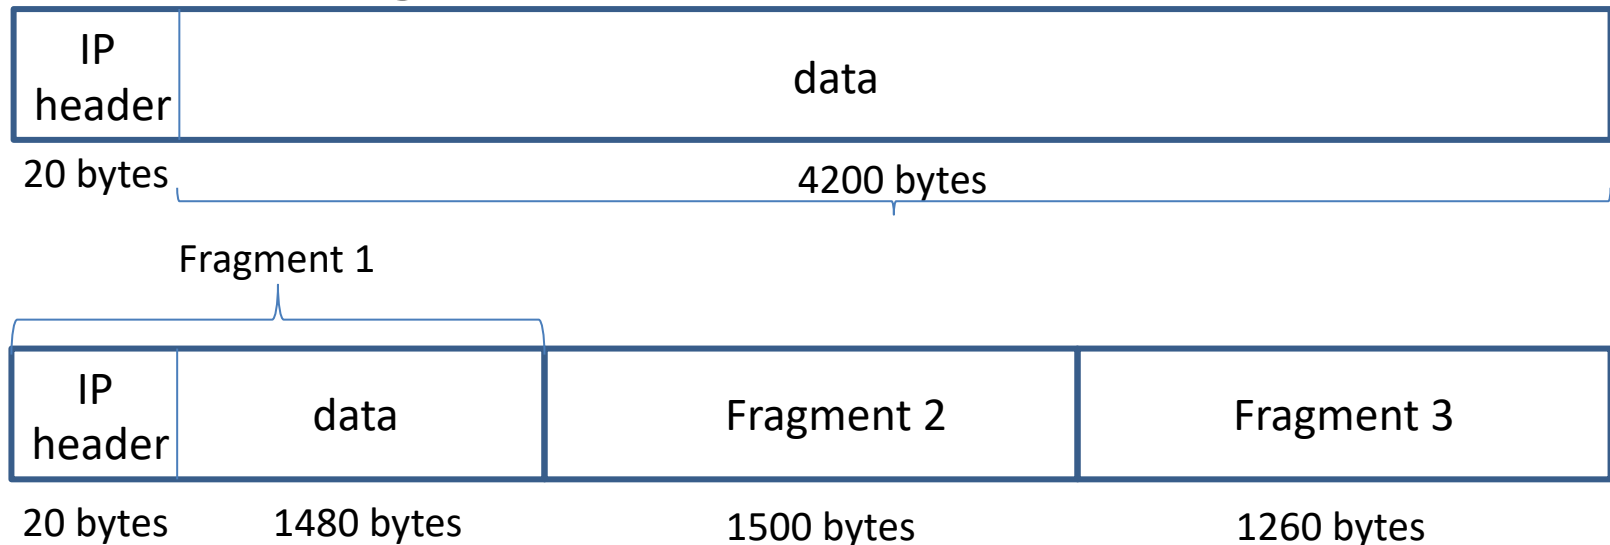 IP
header
data
20 bytes
4200 bytes
Fragment 1
IP
header
data
Fragment 2
Fragment 3
20 bytes
1480 bytes
1500 bytes
1260 bytes